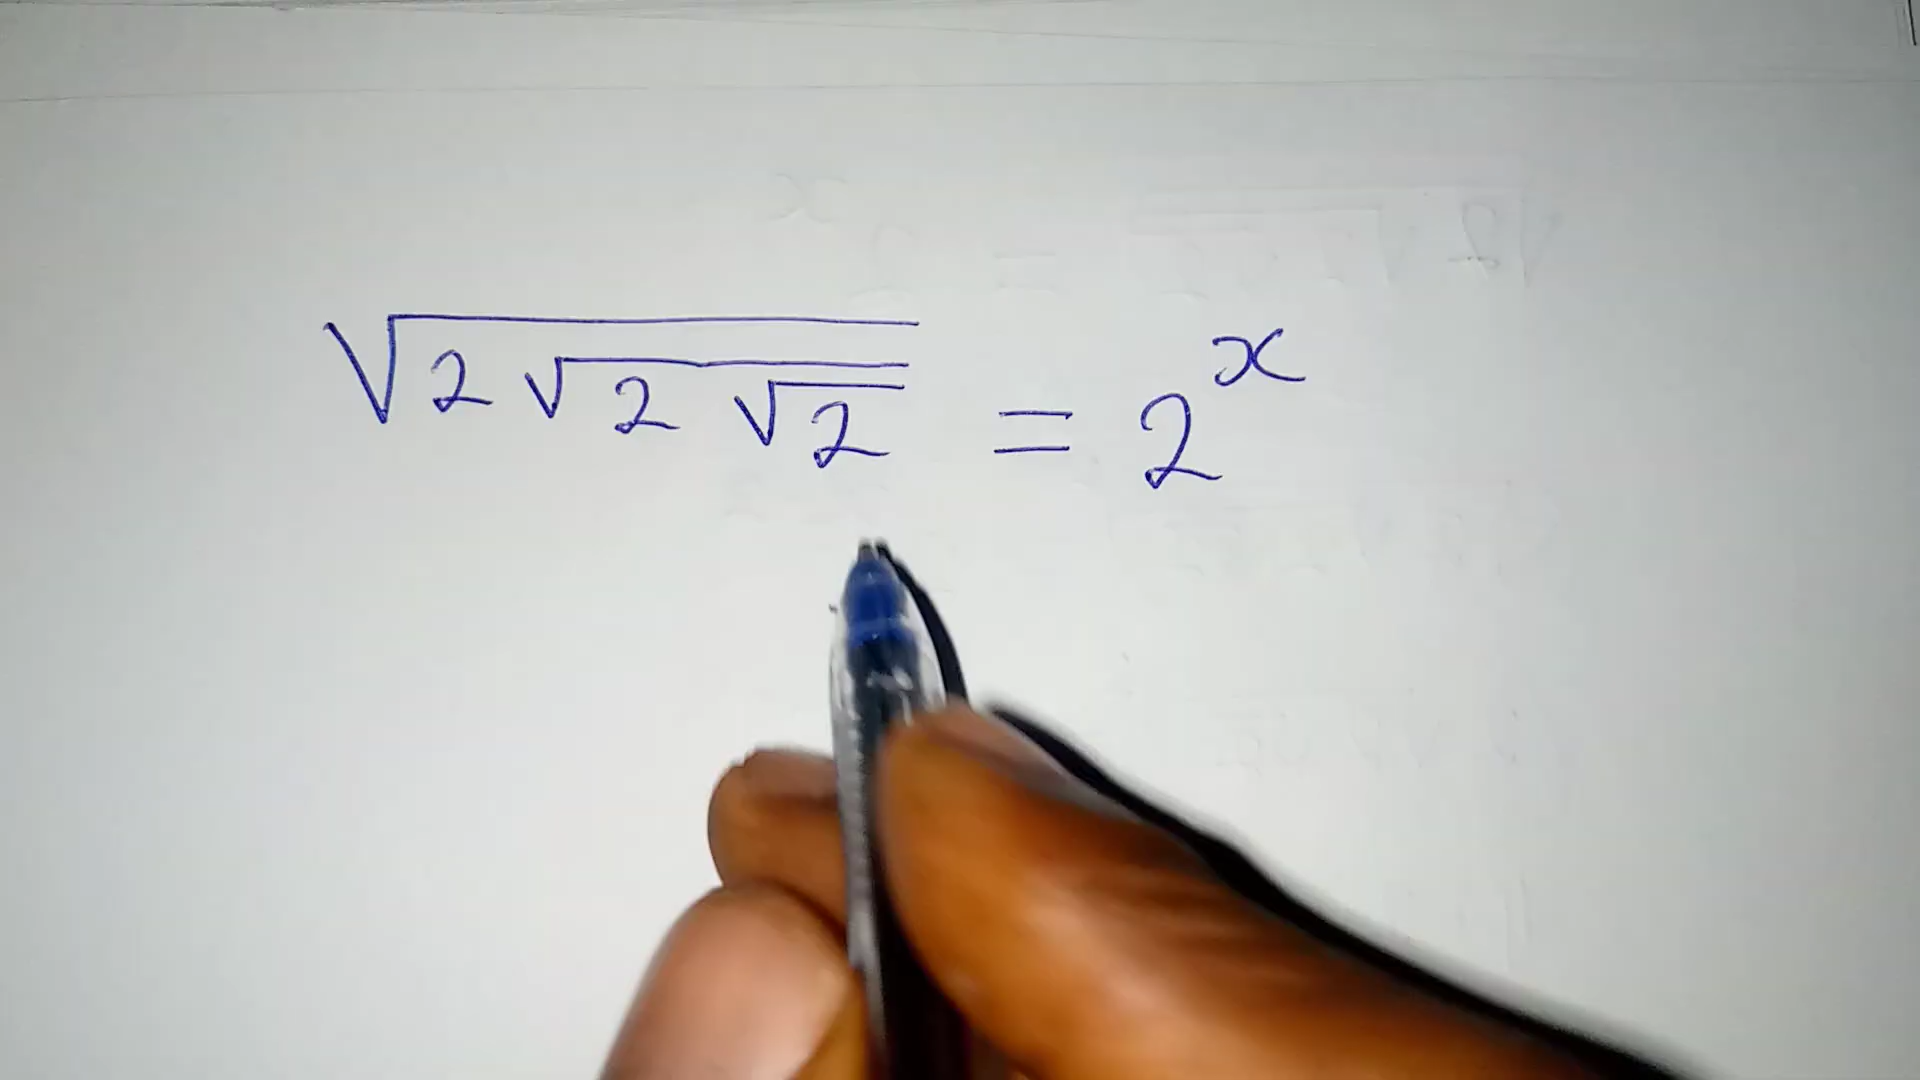 √(2√(2√2)) = 2^x